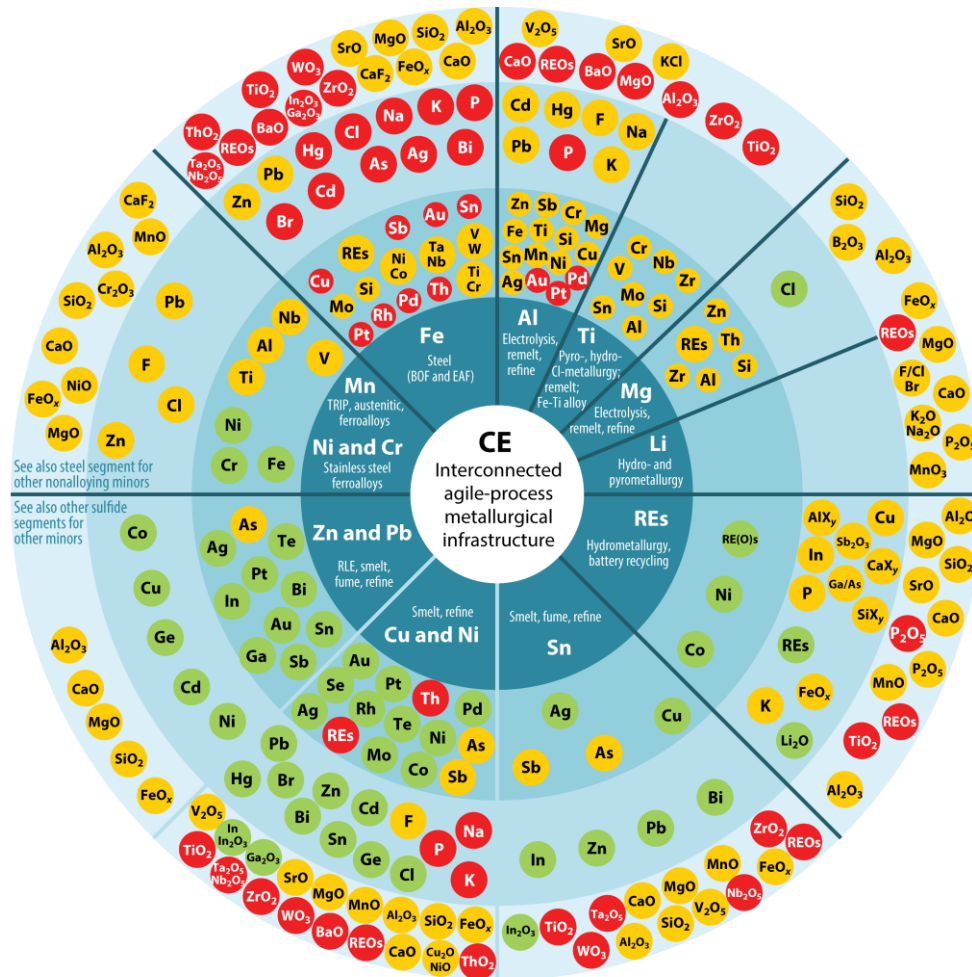 CE
Interconnected
agile-process
metallurgical
infrastructure
Fe
Steel
(BOF and EAF)
Al
Electrolysis,
remelt,
refine
Ti
Pyro-, hydro-
Cl-metallurgy;
remelt;
Fe-Ti alloy
Mg
Electrolysis,
remelt, refine
Li
Hydro- and
pyrometallurgy
REs
Hydrometallurgy,
battery recycling
Sn
Smelt, fume, refine
Cu and Ni
Smelt, refine
Zn and Pb
RLE, smelt,
fume, refine
Ni and Cr
Stainless steel
ferroalloys
Mn
TRIP, austenitic,
ferroalloys
See also steel segment for
other nonalloying minors
See also other sulfide
segments for
other minors
Al₂O₃
SiO₂
MgO
SrO
CaO
FeOₓ
CaF₂
WO₃
ZrO₂
TiO₂
In₂O₃
Ga₂O₃
BaO
ThO₂
REOs
Ta₂O₅
Nb₂O₅
P
K
Na
Cl
Hg
Bi
Ag
As
Cd
Br
Pb
Zn
Sn
Au
Sb
V
W
Ta
Nb
Ni
Co
REs
Cu
Si
Mo
Ti
Cr
Th
Pd
Rh
Pt
V₂O₅
SrO
KCl
CaO
REOs
BaO
MgO
Al₂O₃
ZrO₂
TiO₂
Cd
Hg
F
Na
Pb
P
K
Zn
Sb
Cr
Mg
Fe
Ti
Si
Cu
Sn
Mn
Ni
Ag
Au
Pd
Pt
Cr
Nb
Zr
V
Mo
Si
Sn
Al
Zn
Th
REs
Si
Zr
Al
Cl
SiO₂
B₂O₃
Al₂O₃
FeOₓ
REOs
MgO
F/Cl
Br
CaO
K₂O
Na₂O
P₂O₅
MnO₃
RE(O)s
Ni
Co
AlXᵧ
Cu
Sb₂O₃
In
CaXᵧ
Ga/As
P
SiXᵧ
REs
K
FeOₓ
Li₂O
Al₂O
MgO
SiO₂
SrO
CaO
P₂O₅
P₂O₅
MnO
REOs
TiO₂
Al₂O₃
Ag
Cu
As
Sb
Bi
Pb
Zn
In
ZrO₂
REOs
MnO
FeOₓ
MgO
Nb₂O₅
CaO
V₂O₅
Ta₂O₅
SiO₂
TiO₂
Al₂O₃
In₂O₃
WO₃
Au
Se
Pt
Th
Pd
Ag
Rh
Te
Ni
As
REs
Mo
Co
Sb
Pb
Hg
Br
Zn
Cd
F
Na
Bi
Sn
P
Ge
Cl
K
V₂O₅
In
In₂O₃
TiO₂
Ga₂O₃
Ta₂O₅
Nb₂O₅
SrO
ZrO₂
MgO
MnO
WO₃
Al₂O₃
SiO₂
FeOₓ
BaO
REOs
CaO
Cu₂O
NiO
ThO₂
As
Ag
Te
Pt
Bi
In
Au
Sn
Ga
Sb
Co
Cu
Ge
Cd
Ni
Al₂O₃
CaO
MgO
SiO₂
FeOₓ
Nb
Al
V
Ti
Ni
Cr
Fe
Pb
F
Cl
Zn
CaF₂
MnO
Al₂O₃
Cr₂O₃
SiO₂
CaO
NiO
FeOₓ
MgO